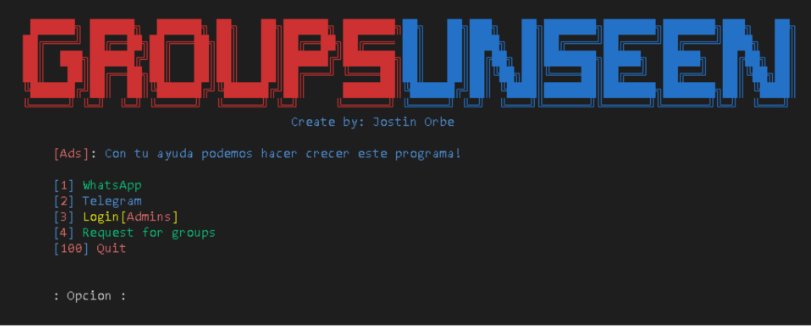 GROUPSUNSEEN
Create by: Jostin Orbe
[Ads]: Con tu ayuda podemos hacer crecer este programa!
[1] WhatsApp
[2] Telegram
[3] Login[Admins]
[4] Request for groups
[100] Quit
: Opcion :